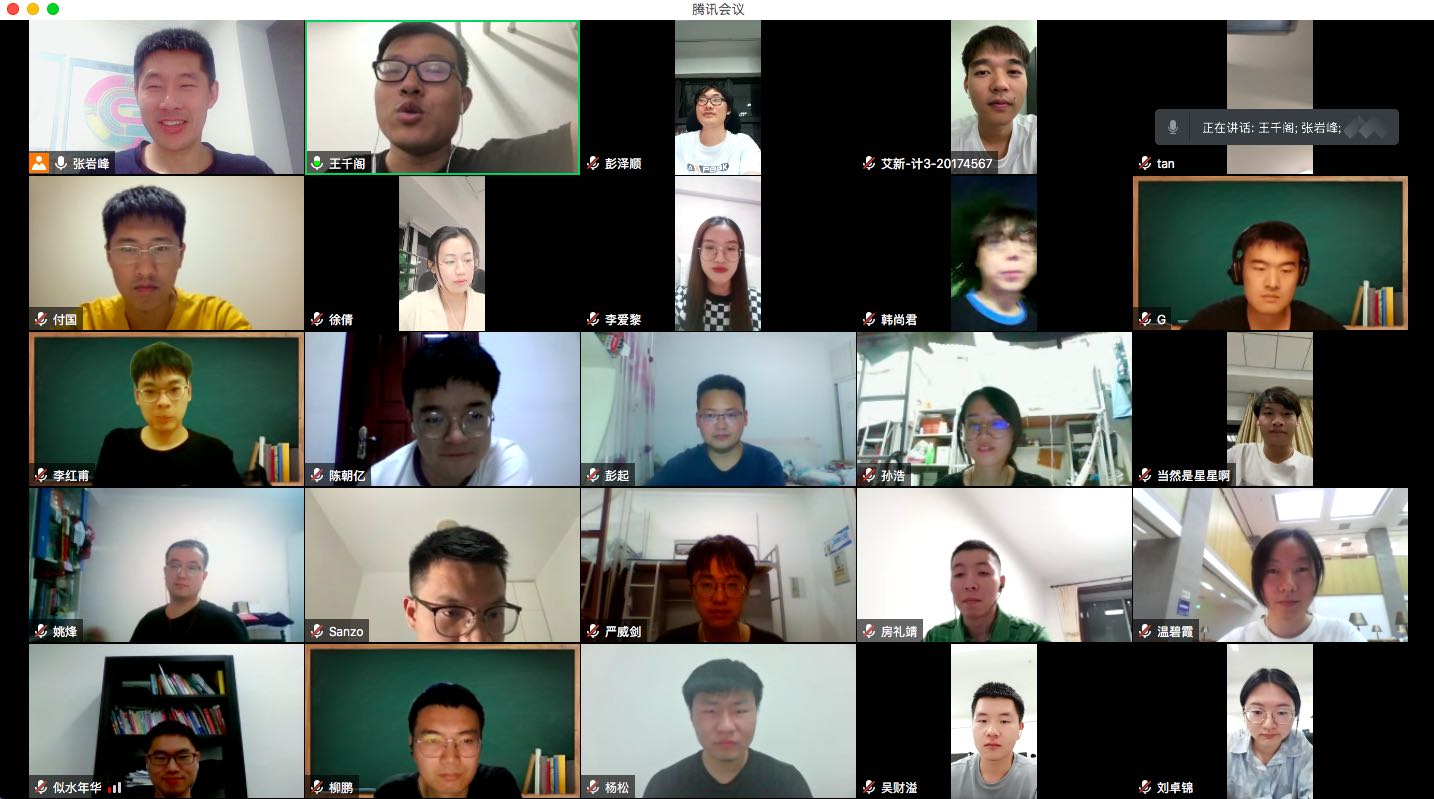 腾讯会议
张岩峰
王千阁
彭泽顺
艾新-计3-20174567
正在讲话: 王千阁; 张岩峰;
tan
付国
徐倩
李爱黎
韩尚君
G
李红甫
陈朝亿
彭起
孙浩
当然是星星啊
姚烽
Sanzo
严威剑
房礼靖
温碧霞
似水年华
柳鹏
杨松
吴财溢
刘卓锦